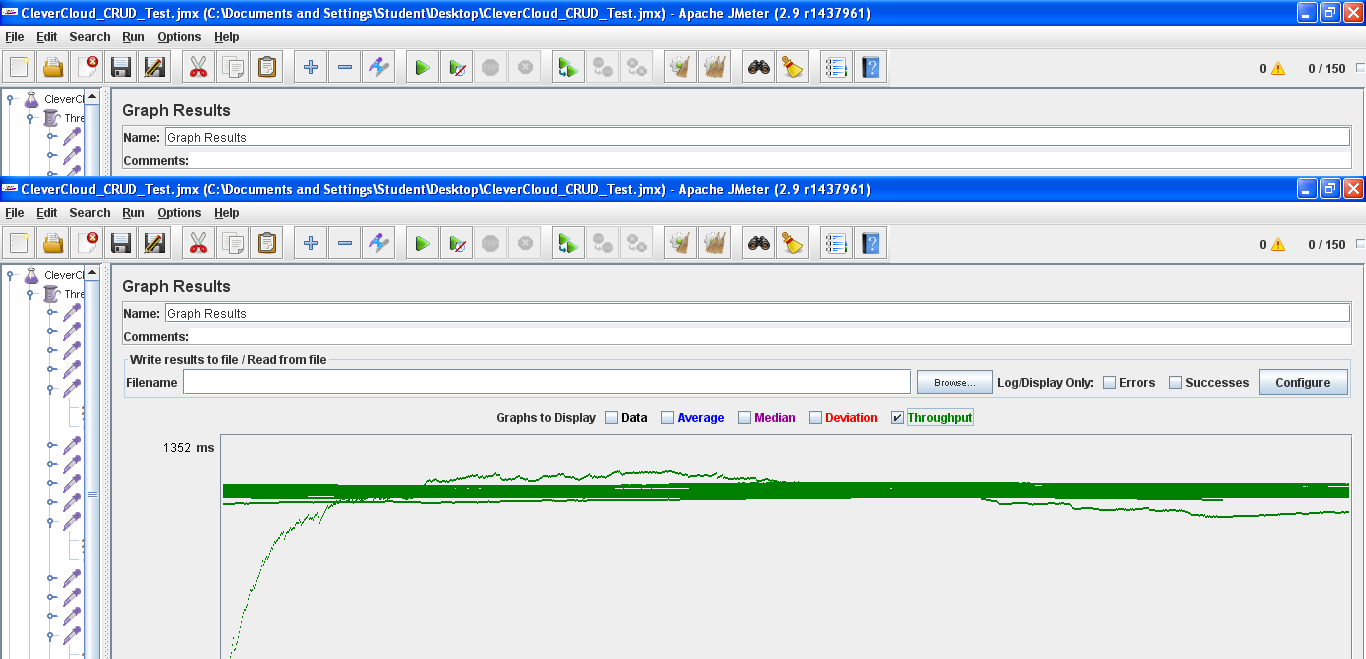 CleverCloud_CRUD_Test.jmx (C:\Documents and Settings\Student\Desktop\CleverCloud_CRUD_Test.jmx) - Apache JMeter (2.9 r1437961)
File Edit Search Run Options Help
0 0 / 150
CleverCl
Thre
Graph Results
Name: Graph Results
Comments:
CleverCloud_CRUD_Test.jmx (C:\Documents and Settings\Student\Desktop\CleverCloud_CRUD_Test.jmx) - Apache JMeter (2.9 r1437961)
File Edit Search Run Options Help
0 0 / 150
CleverCl
Thre
Graph Results
Name: Graph Results
Comments:
Write results to file / Read from file
Filename Browse... Log/Display Only: Errors Successes Configure
Graphs to Display Data Average Median Deviation Throughput
1352 ms